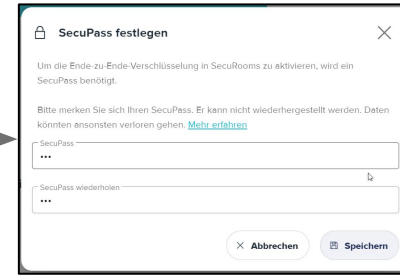 SecuPass festlegen
Um die Ende-zu-Ende-Verschlüsselung in SecuRooms zu aktivieren, wird ein
SecuPass benötigt.
Bitte merken Sie sich Ihren SecuPass. Er kann nicht wiederhergestellt werden. Daten
könnten ansonsten verloren gehen. Mehr erfahren
SecuPass
•••
SecuPass wiederholen
•••
Abbrechen
Speichern